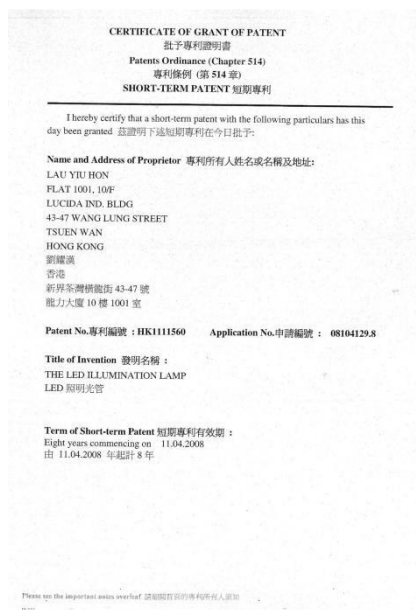 CERTIFICATE OF GRANT OF PATENT
批予專利證明書
Patents Ordinance (Chapter 514)
專利條例 (第 514 章)
SHORT-TERM PATENT 短期專利
I hereby certify that a short-term patent with the following particulars has this
day been granted 茲證明下述短期專利在今日批予:
Name and Address of Proprietor 專利所有人姓名或名稱及地址:
LAU YIU HON
FLAT 1001, 10/F
LUCIDA IND. BLDG
43-47 WANG LUNG STREET
TSUEN WAN
HONG KONG
劉耀漢
香港
新界荃灣橫龍街 43-47 號
龍力大廈 10 樓 1001 室
Patent No.專利編號 : HK1111560 Application No.申請編號 : 08104129.8
Title of Invention 發明名稱 :
THE LED ILLUMINATION LAMP
LED 照明光管
Term of Short-term Patent 短期專利有效期 :
Eight years commencing on 11.04.2008
由 11.04.2008 年起計 8 年
Please see the important notes overleaf